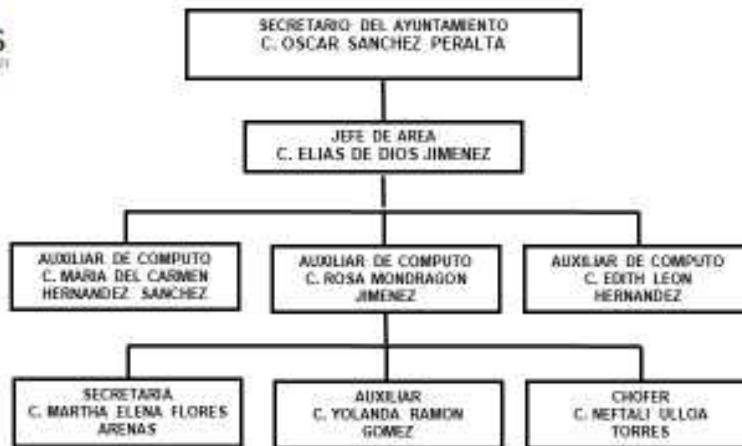 S
SECRETARIO DEL AYUNTAMIENTO
C. OSCAR SANCHEZ PERALTA
JEFE DE AREA
C. ELIAS DE DIOS JIMENEZ
AUXILIAR DE COMPUTO
C. MARIA DEL CARMEN
HERNANDEZ SANCHEZ
AUXILIAR DE COMPUTO
C. ROSA MONDRAGON
JIMENEZ
AUXILIAR DE COMPUTO
C. EDITH LEON
HERNANDEZ
SECRETARIA
C. MARTHA ELENA FLORES
ARENAS
AUXILIAR
C. YOLANDA RAMON
GOMEZ
CHOFER
C. NEFTALI ULLOA
TORRES